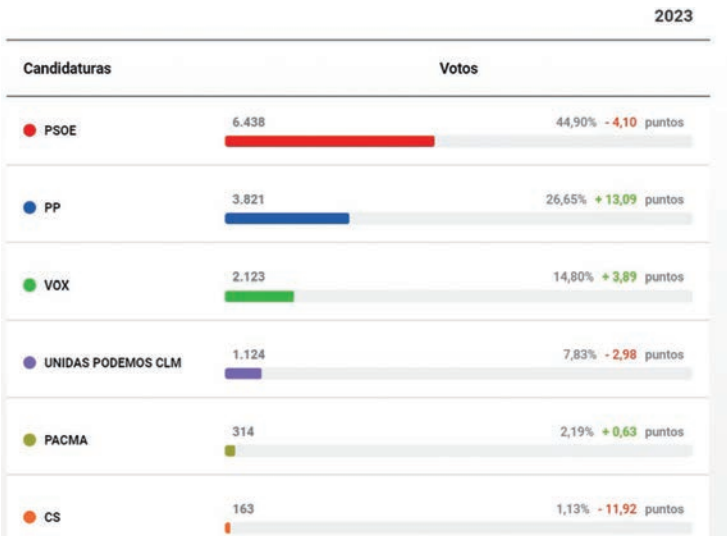 2023
Candidaturas Votos
PSOE 6.438 44,90% - 4,10 puntos
PP 3.821 26,65% + 13,09 puntos
VOX 2.123 14,80% + 3,89 puntos
UNIDAS PODEMOS CLM 1.124 7,83% - 2,98 puntos
PACMA 314 2,19% + 0,63 puntos
CS 163 1,13% - 11,92 puntos